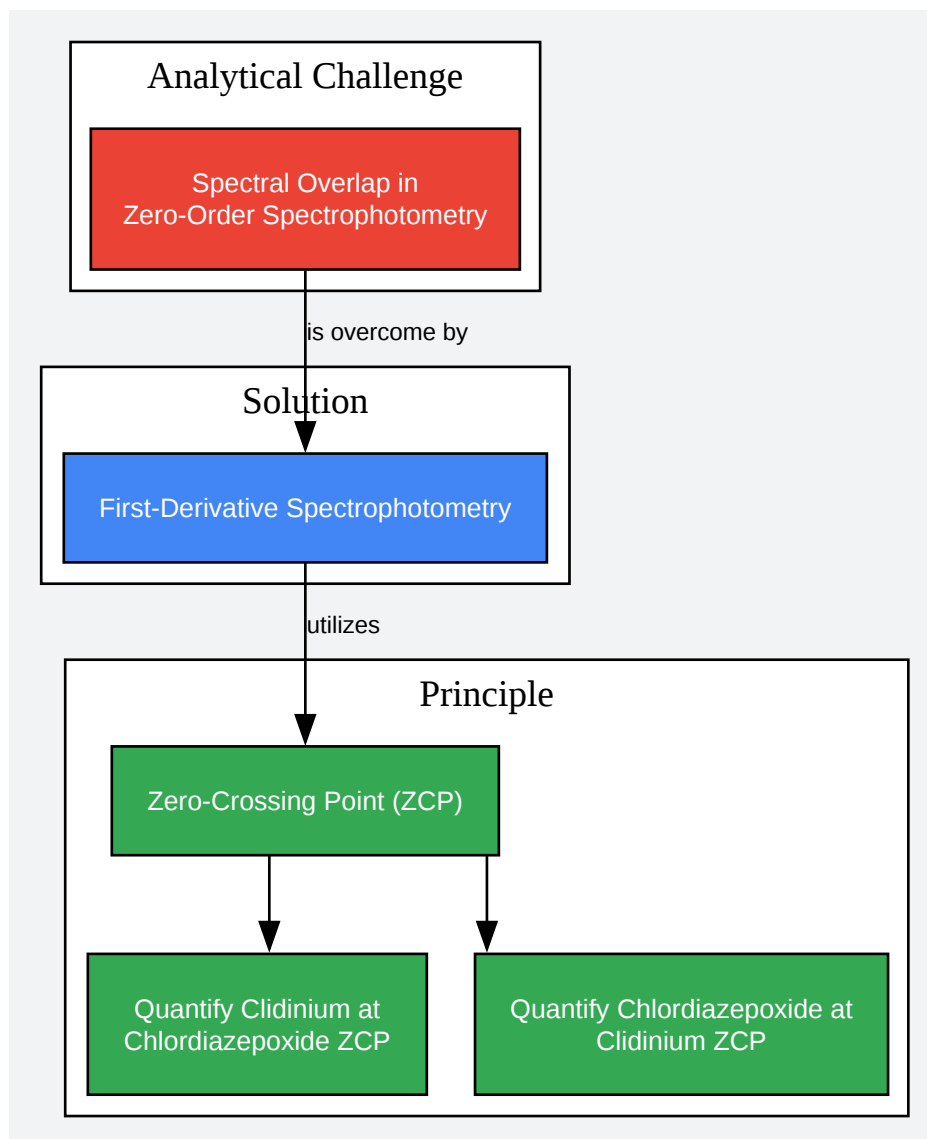 Analytical Challenge
Spectral Overlap in
Zero-Order Spectrophotometry
is overcome by
Solution
First-Derivative Spectrophotometry
utilizes
Principle
Zero-Crossing Point (ZCP)
Quantify Clidinium at
Chlordiazepoxide ZCP
Quantify Chlordiazepoxide at
Clidinium ZCP